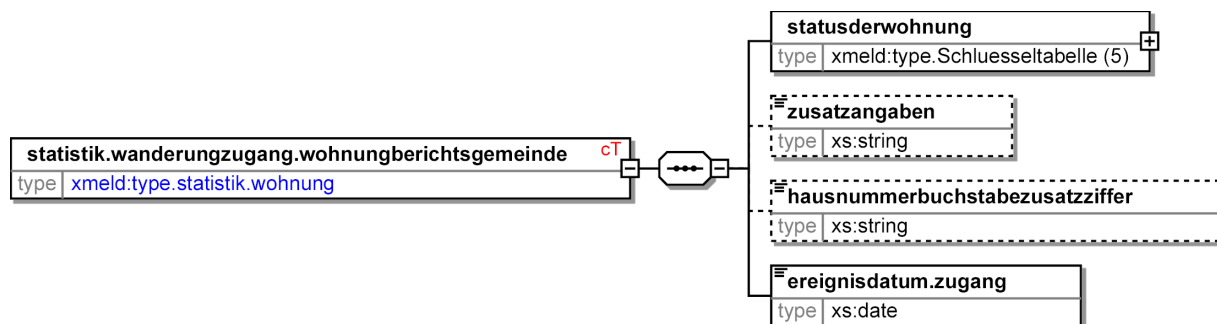 statistik.wanderungzugang.wohnungberichtsgemeinde cT
type xmeld:type.statistik.wohnung
statusderwohnung
type xmeld:type.Schluesseltabelle (5)
zusatzangaben
type xs:string
hausnummerbuchstabezusatzziffer
type xs:string
ereignisdatum.zugang
type xs:date